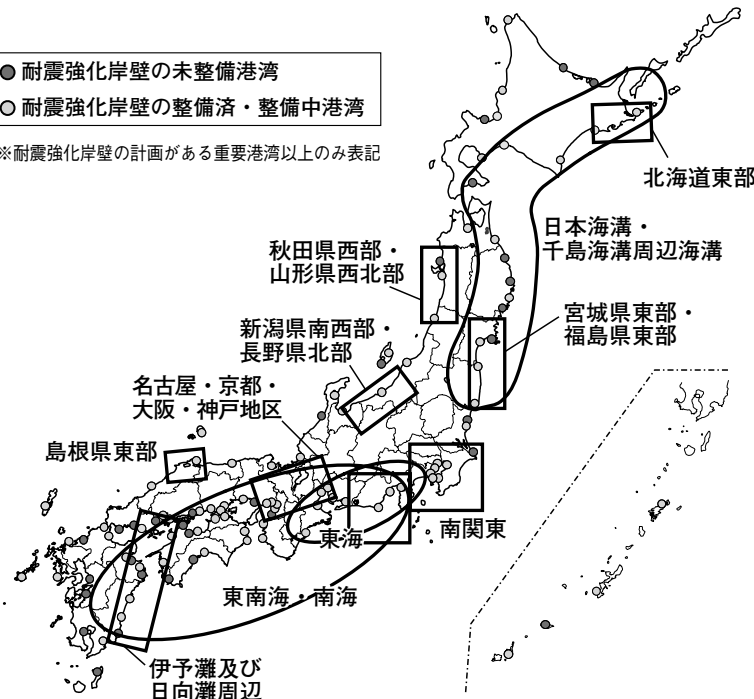 耐震強化岸壁の未整備港湾
耐震強化岸壁の整備済・整備中港湾
※耐震強化岸壁の計画がある重要港湾以上のみ表記
北海道東部
日本海溝・
千島海溝周辺海溝
秋田県西部・
山形県西北部
宮城県東部・
福島県東部
新潟県南西部・
長野県北部
名古屋・京都・
大阪・神戸地区
島根県東部
南関東
東海
東南海・南海
伊予灘及び
日向灘周辺